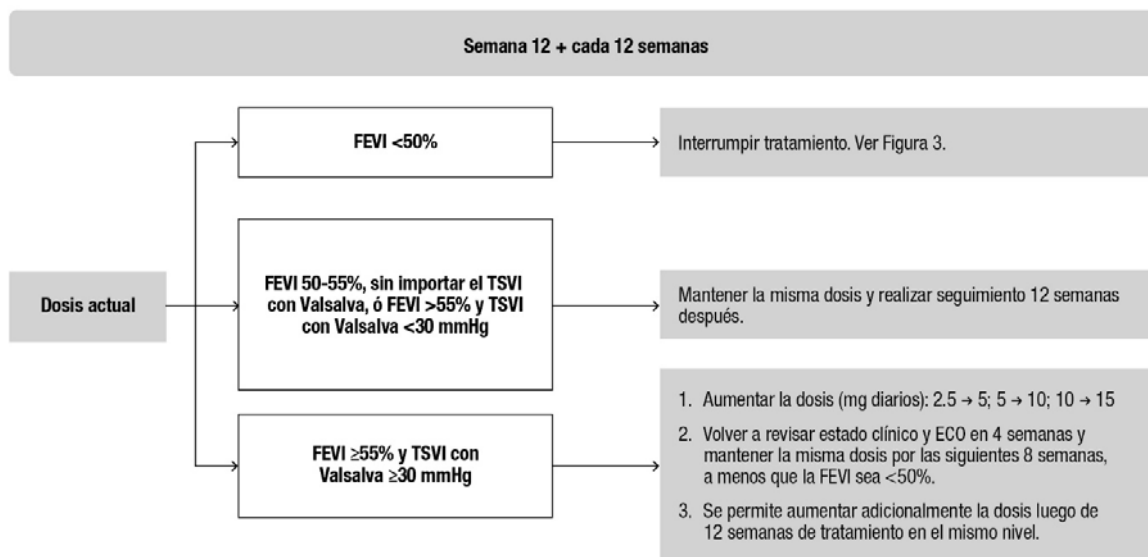 Semana 12 + cada 12 semanas
FEVI <50%
Interrumpir tratamiento. Ver Figura 3.
Dosis actual
FEVI 50-55%, sin importar el TSVI
con Valsalva, ó FEVI >55% y TSVI
con Valsalva <30 mmHg
Mantener la misma dosis y realizar seguimiento 12 semanas
después.
FEVI ≥55% y TSVI con
Valsalva ≥30 mmHg
1. Aumentar la dosis (mg diarios): 2.5 → 5; 5 → 10; 10 → 15
2. Volver a revisar estado clínico y ECO en 4 semanas y
mantener la misma dosis por las siguientes 8 semanas,
a menos que la FEVI sea <50%.
3. Se permite aumentar adicionalmente la dosis luego de
12 semanas de tratamiento en el mismo nivel.